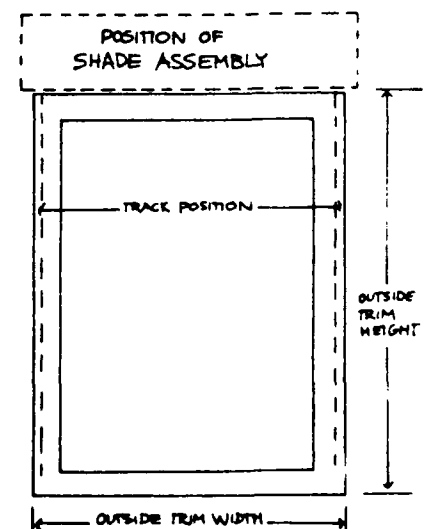 POSITION OF
SHADE ASSEMBLY
TRACK POSITION
OUTSIDE
TRIM
HEIGHT
OUTSIDE TRIM WIDTH